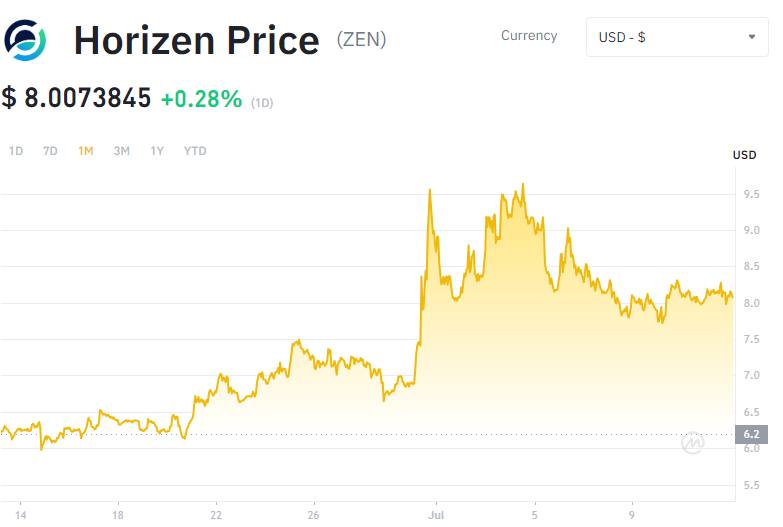 Horizen Price (ZEN)
Currency
USD - $
$ 8.0073845 +0.28% (1D)
1D 7D 1M 3M 1Y YTD
USD
9.5
9.0
8.5
8.0
7.5
7.0
6.5
6.2
6.0
5.5
14 18 22 26 Jul 5 9